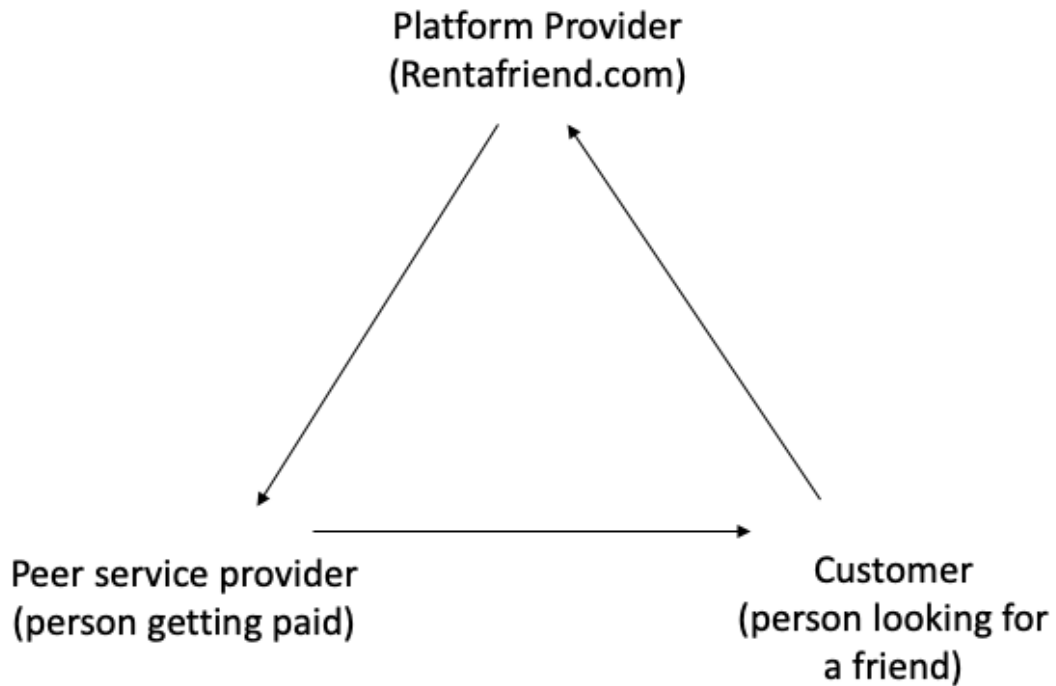 Platform Provider
(Rentafriend.com)
Peer service provider
(person getting paid)
Customer
(person looking for
a friend)